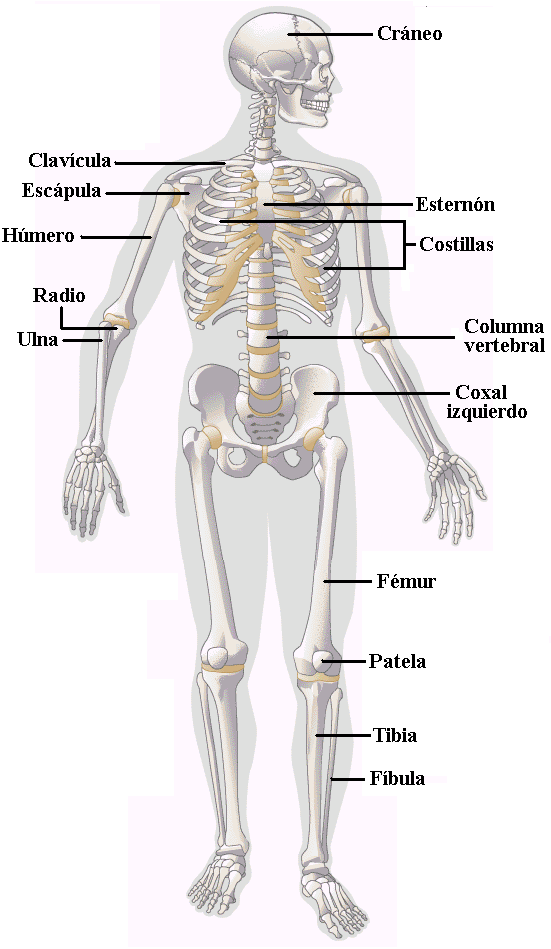 Cráneo
Clavícula
Escápula
Esternón
Húmero
Costillas
Radio
Ulna
Columna
vertebral
Coxal
izquierdo
Fémur
Patela
Tibia
Fíbula